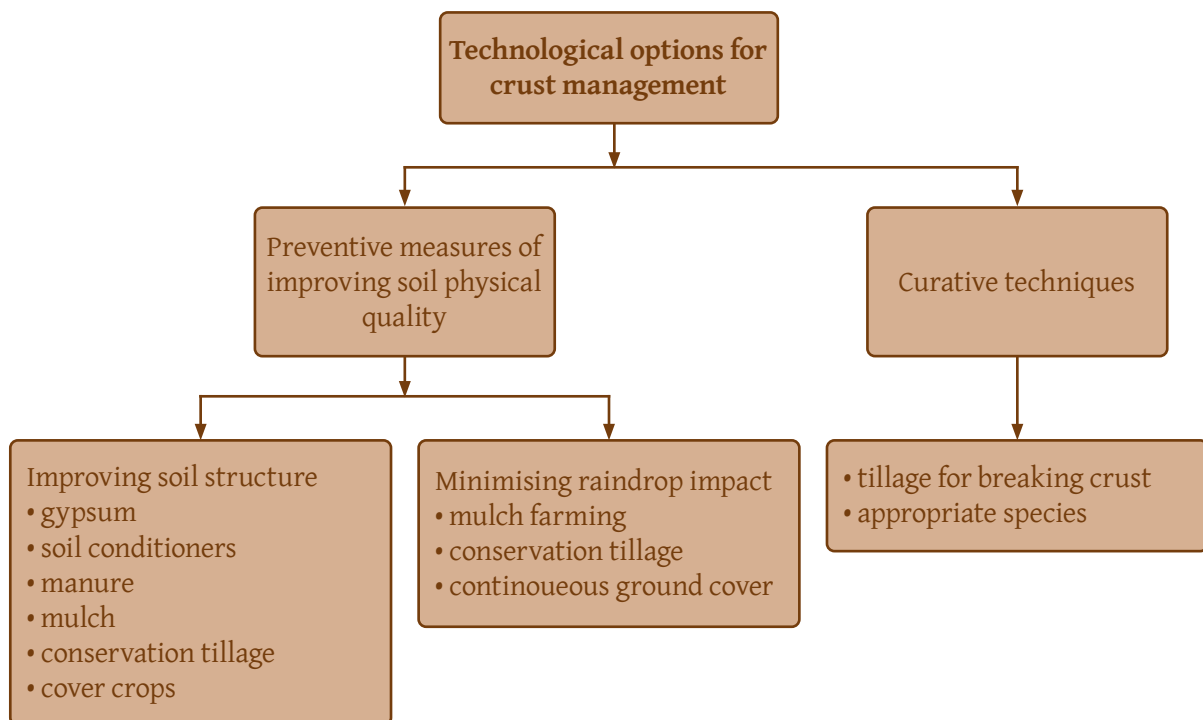 Technological options for
crust management
Preventive measures of
improving soil physical
quality
Curative techniques
Improving soil structure
• gypsum
• soil conditioners
• manure
• mulch
• conservation tillage
• cover crops
Minimising raindrop impact
• mulch farming
• conservation tillage
• continoueous ground cover
• tillage for breaking crust
• appropriate species